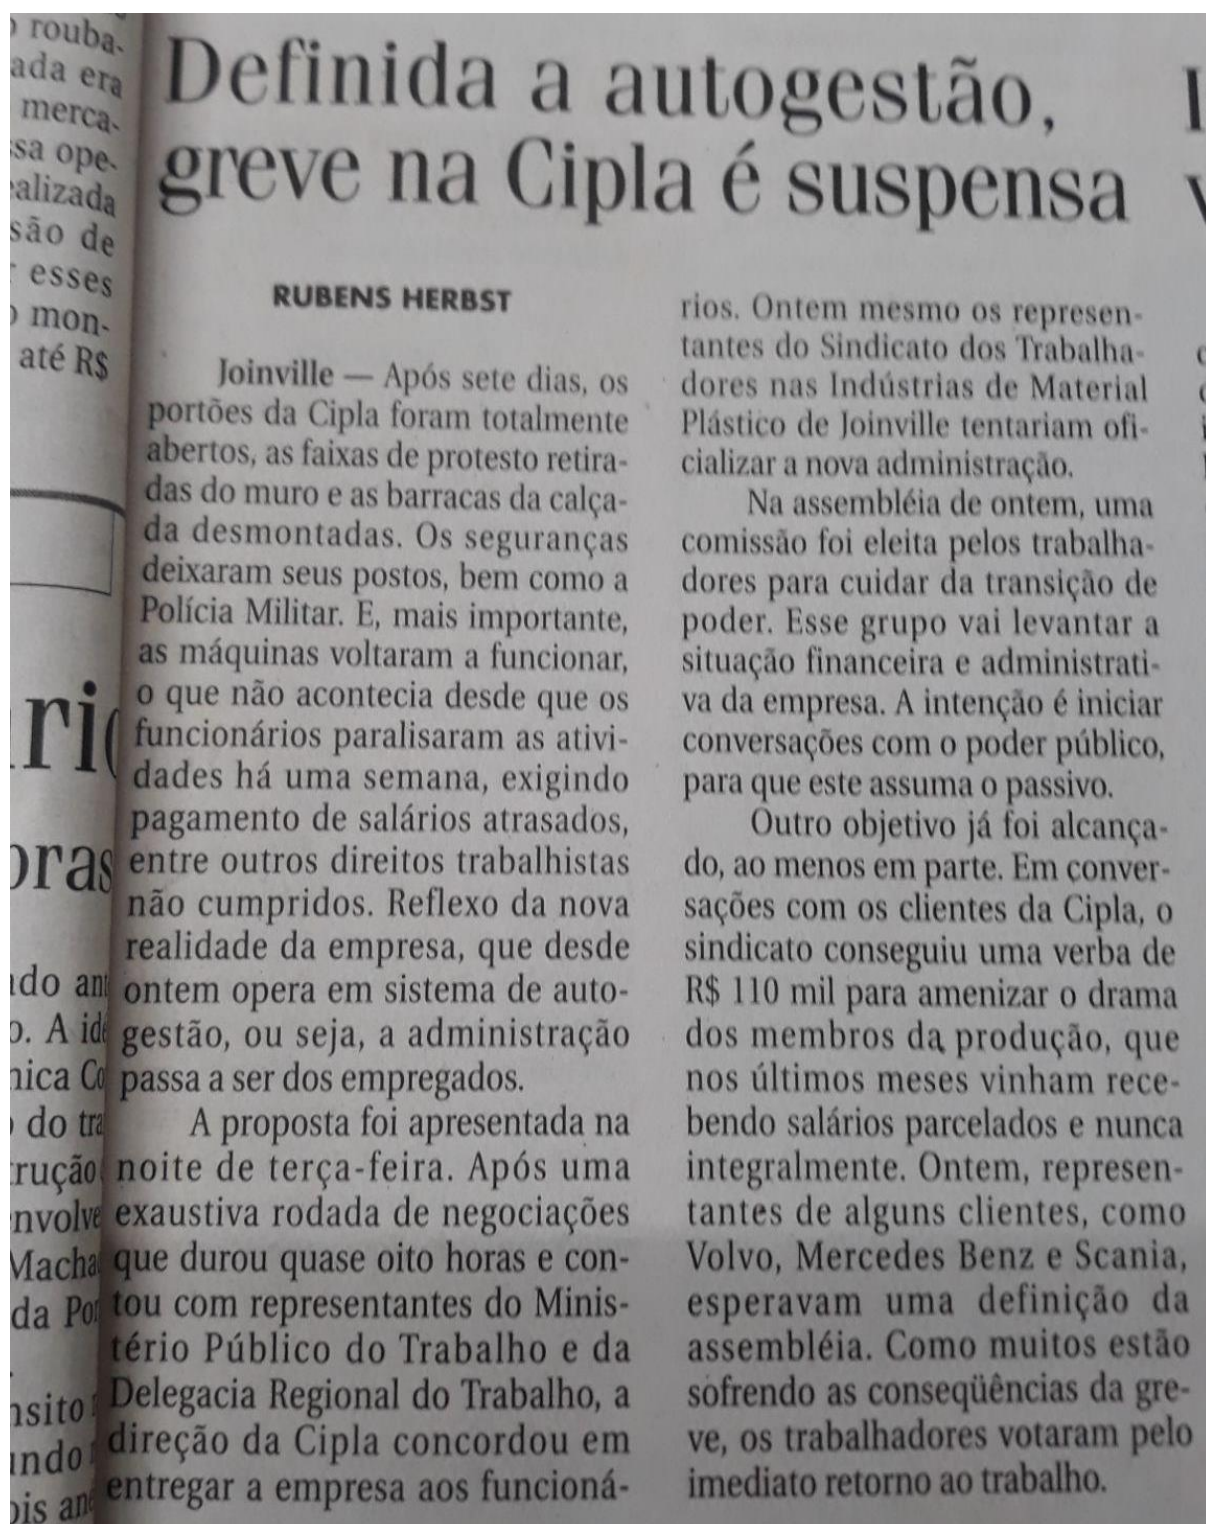 rouba-
ada era
merca-
ssa ope-
ealizada
são de
esses
mon-
até R$
Definida a autogestão,
greve na Cipla é suspensa
RUBENS HERBST
Joinville — Após sete dias, os
portões da Cipla foram totalmente
abertos, as faixas de protesto retira-
das do muro e as barracas da calça-
da desmontadas. Os seguranças
deixaram seus postos, bem como a
Polícia Militar. E, mais importante,
as máquinas voltaram a funcionar,
o que não acontecia desde que os
funcionários paralisaram as ativi-
dades há uma semana, exigindo
pagamento de salários atrasados,
entre outros direitos trabalhistas
não cumpridos. Reflexo da nova
realidade da empresa, que desde
ontem opera em sistema de auto-
gestão, ou seja, a administração
passa a ser dos empregados.
A proposta foi apresentada na
noite de terça-feira. Após uma
exaustiva rodada de negociações
que durou quase oito horas e con-
tou com representantes do Minis-
tério Público do Trabalho e da
Delegacia Regional do Trabalho, a
direção da Cipla concordou em
entregar a empresa aos funcioná-
rios. Ontem mesmo os represen-
tantes do Sindicato dos Trabalha-
dores nas Indústrias de Material
Plástico de Joinville tentariam ofi-
cializar a nova administração.
Na assembléia de ontem, uma
comissão foi eleita pelos trabalha-
dores para cuidar da transição de
poder. Esse grupo vai levantar a
situação financeira e administrati-
va da empresa. A intenção é iniciar
conversações com o poder público,
para que este assuma o passivo.
Outro objetivo já foi alcança-
do, ao menos em parte. Em conver-
sações com os clientes da Cipla, o
sindicato conseguiu uma verba de
R$ 110 mil para amenizar o drama
dos membros da produção, que
nos últimos meses vinham rece-
bendo salários parcelados e nunca
integralmente. Ontem, represen-
tantes de alguns clientes, como
Volvo, Mercedes Benz e Scania,
esperavam uma definição da
assembléia. Como muitos estão
sofrendo as conseqüências da gre-
ve, os trabalhadores votaram pelo
imediato retorno ao trabalho.